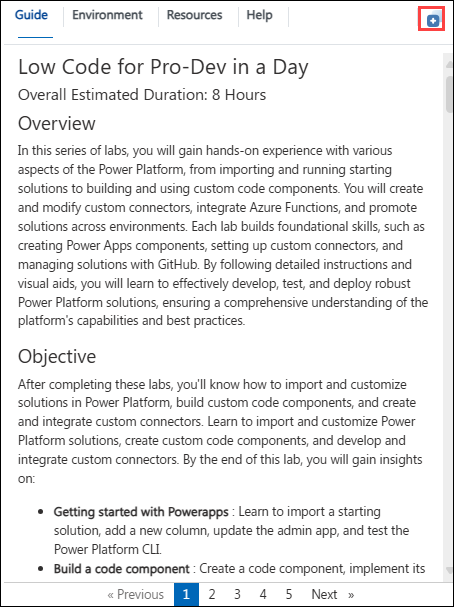 Guide Environment Resources Help
Low Code for Pro-Dev in a Day
Overall Estimated Duration: 8 Hours
Overview
In this series of labs, you will gain hands-on experience with various
aspects of the Power Platform, from importing and running starting
solutions to building and using custom code components. You will create
and modify custom connectors, integrate Azure Functions, and promote
solutions across environments. Each lab builds foundational skills, such as
creating Power Apps components, setting up custom connectors, and
managing solutions with GitHub. By following detailed instructions and
visual aids, you will learn to effectively develop, test, and deploy robust
Power Platform solutions, ensuring a comprehensive understanding of the
platform's capabilities and best practices.
Objective
After completing these labs, you'll know how to import and customize
solutions in Power Platform, build custom code components, and create
and integrate custom connectors. Learn to import and customize Power
Platform solutions, create custom code components, and develop and
integrate custom connectors. By the end of this lab, you will gain insights
on:
• Getting started with Powerapps : Learn to import a starting
solution, add a new column, update the admin app, and test the
Power Platform CLI.
• Build a code component : Create a code component, implement its
« Previous 1 2 3 4 5 Next »